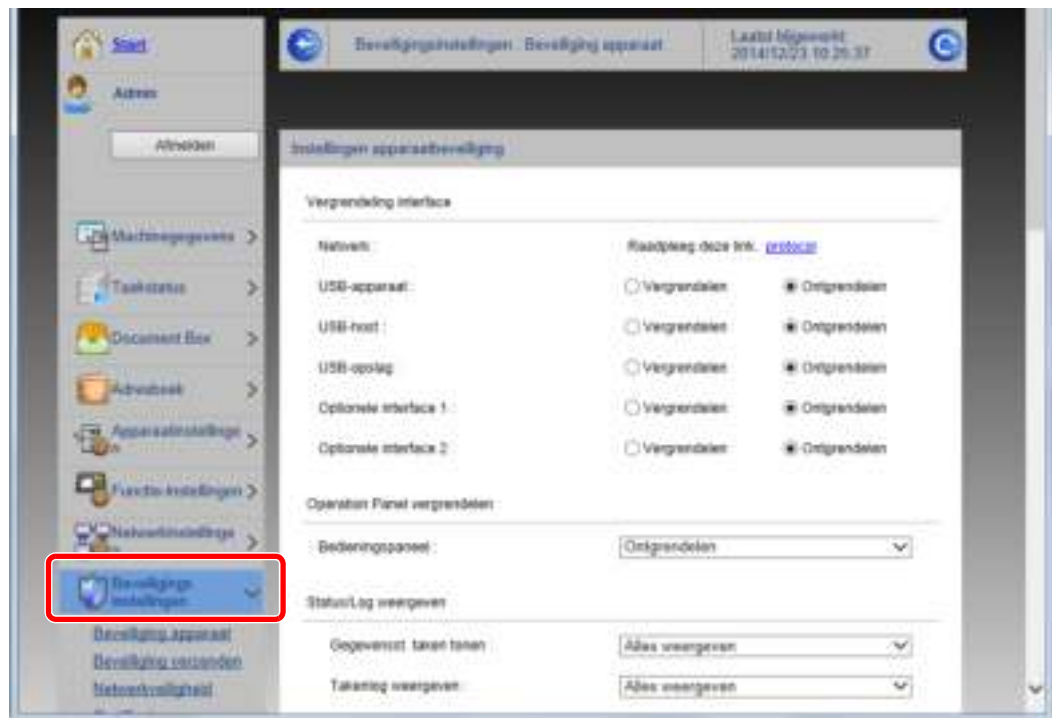 Start
Beveiligingsinstellingen : Beveiliging apparaat
Laatst bijgewerkt:
2014/12/23 10:25:37
Admin
Afmelden
Instellingen apparaatbeveiliging
Vergrendeling interface
Machinegegevens
Netwerk :
Raadpleeg deze link. protocol
Taakstatus
USB-apparaat :
Vergrendelen
Ontgrendelen
Document Box
USB-host :
Vergrendelen
Ontgrendelen
USB-opslag :
Vergrendelen
Ontgrendelen
Adresboek
Optionele interface 1 :
Vergrendelen
Ontgrendelen
Apparaatinstellinge
n
Optionele interface 2 :
Vergrendelen
Ontgrendelen
Functie-instellingen
Operation Panel vergrendelen
Netwerkinstellinge
n
Bedieningspaneel :
Ontgrendelen
Beveiligings
instellingen
Status/Log weergeven
Beveiliging apparaat
Gegevensst. taken tonen :
Alles weergeven
Beveiliging verzenden
Netwerkveiligheid
Takenlog weergeven :
Alles weergeven